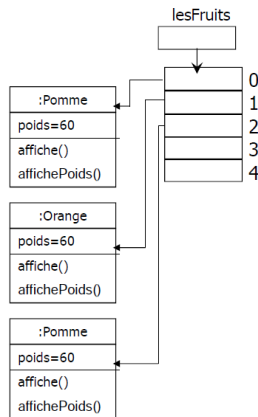 lesFruits
0
1
2
3
4
:Pomme
poids=60
affiche()
affichePoids()
:Orange
poids=60
affiche()
affichePoids()
:Pomme
poids=60
affiche()
affichePoids()